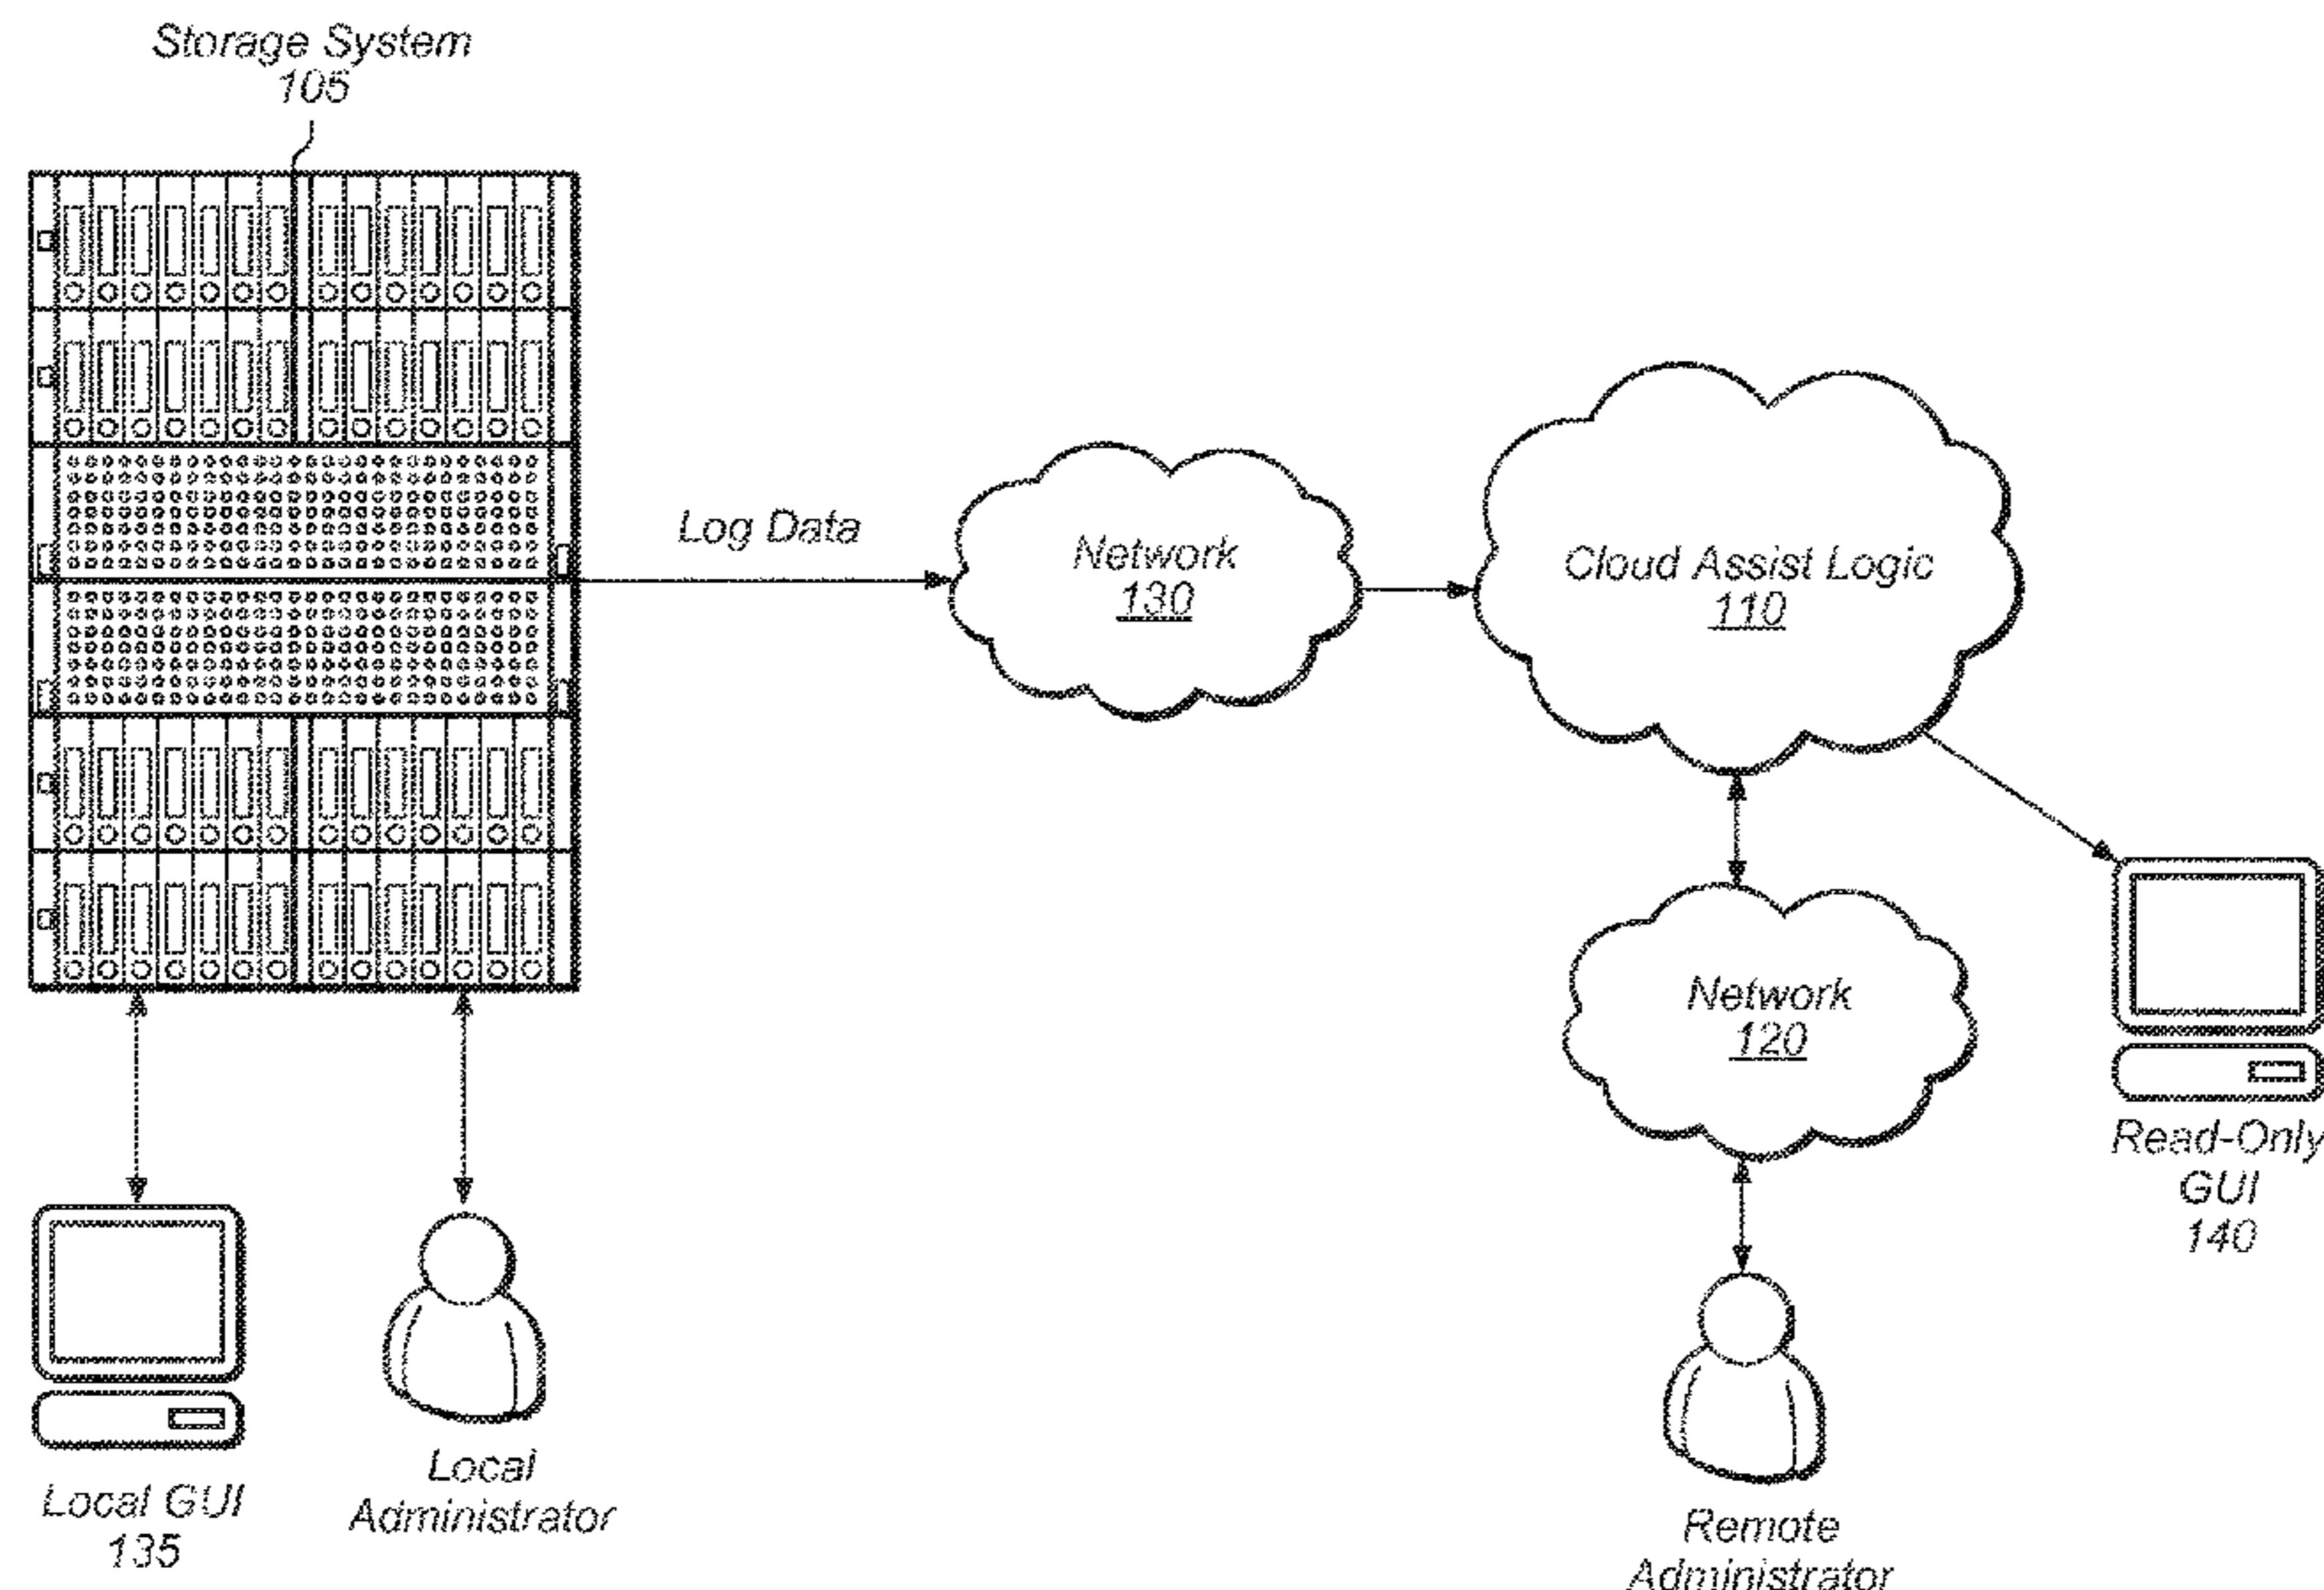 Storage System
105
Log Data
Network
130
Cloud Assist Logic
110
Network
120
Read-Only
GUI
140
Local GUI
135
Local
Administrator
Remote
Administrator